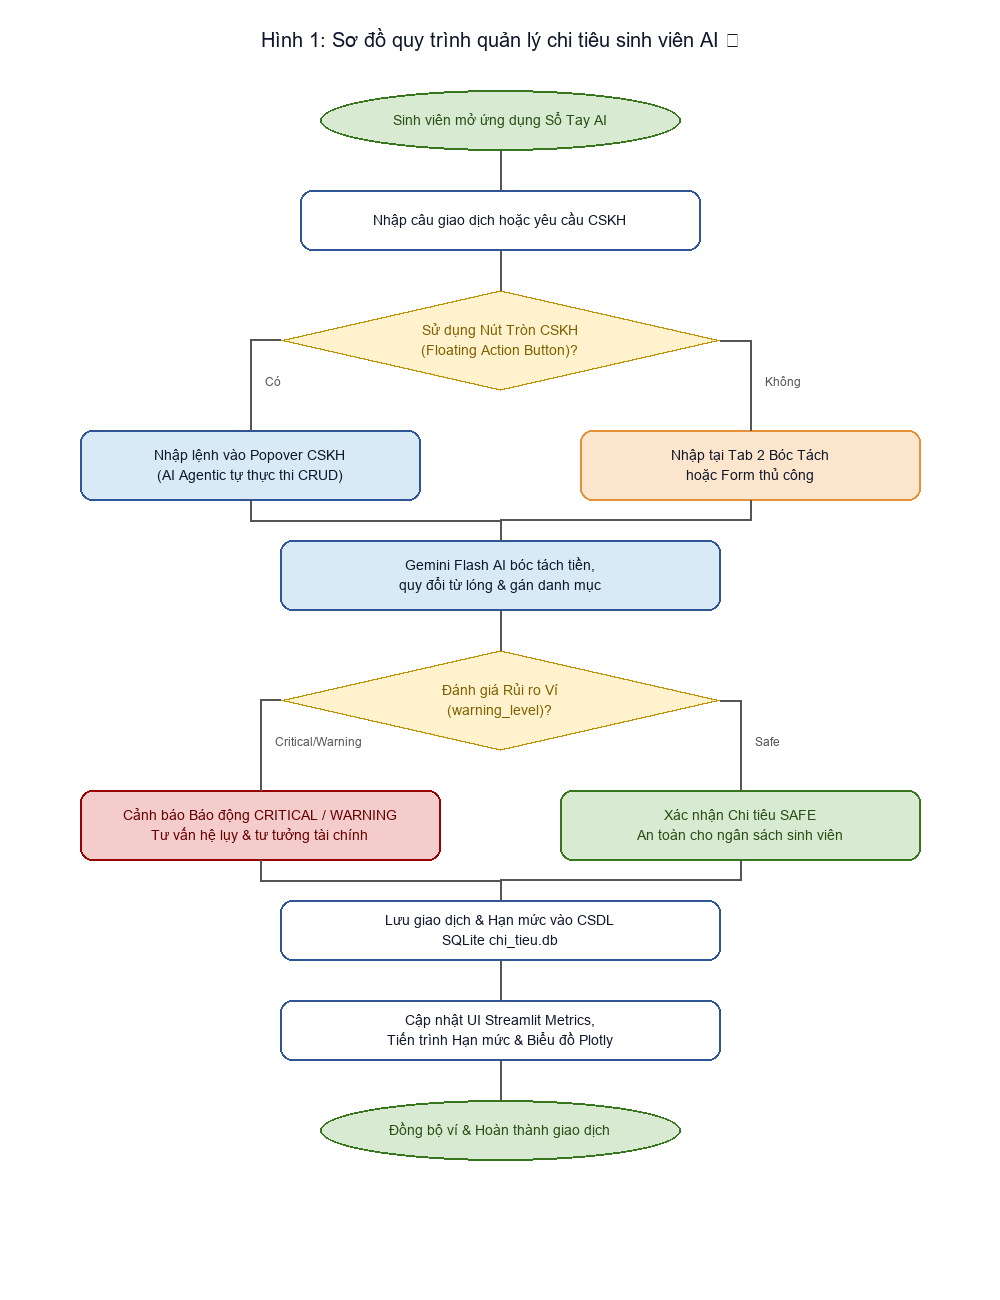 Hình 1: Sơ đồ quy trình quản lý chi tiêu sinh viên AI
Sinh viên mở ứng dụng Sổ Tay AI
Nhập câu giao dịch hoặc yêu cầu CSKH
Sử dụng Nút Tròn CSKH
(Floating Action Button)?
Có
Không
Nhập lệnh vào Popover CSKH
(AI Agentic tự thực thi CRUD)
Nhập tại Tab 2 Bóc Tách
hoặc Form thủ công
Gemini Flash AI bóc tách tiền,
quy đổi từ lóng & gán danh mục
Đánh giá Rủi ro Ví
(warning_level)?
Critical/Warning
Safe
Cảnh báo Báo động CRITICAL / WARNING
Tư vấn hệ lụy & tư tưởng tài chính
Xác nhận Chi tiêu SAFE
An toàn cho ngân sách sinh viên
Lưu giao dịch & Hạn mức vào CSDL
SQLite chi_tieu.db
Cập nhật UI Streamlit Metrics,
Tiến trình Hạn mức & Biểu đồ Plotly
Đồng bộ ví & Hoàn thành giao dịch